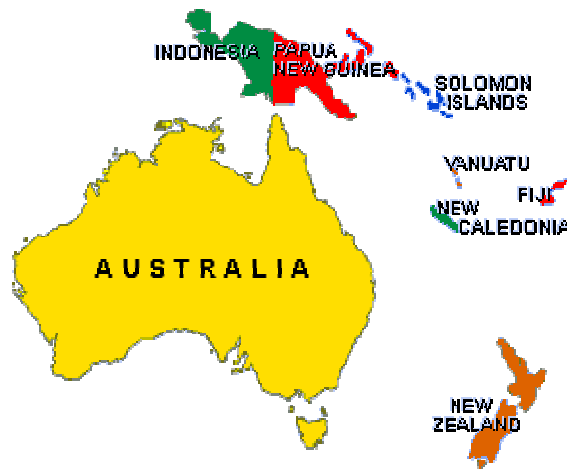 INDONESIA
PAPUA
NEW GUINEA
SOLOMON
ISLANDS
VANUATU
FIJI
NEW
CALEDONIA
AUSTRALIA
NEW
ZEALAND